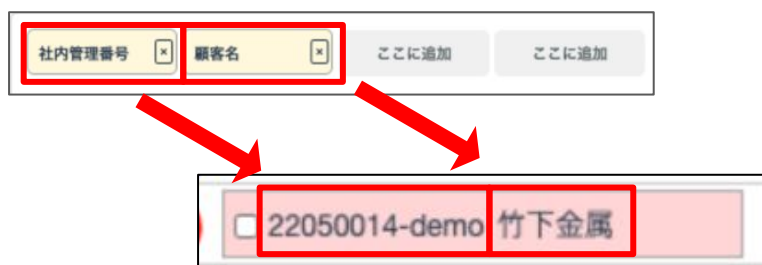 社内管理番号 × 顧客名 × ここに追加 ここに追加
22050014-demo 竹下金属